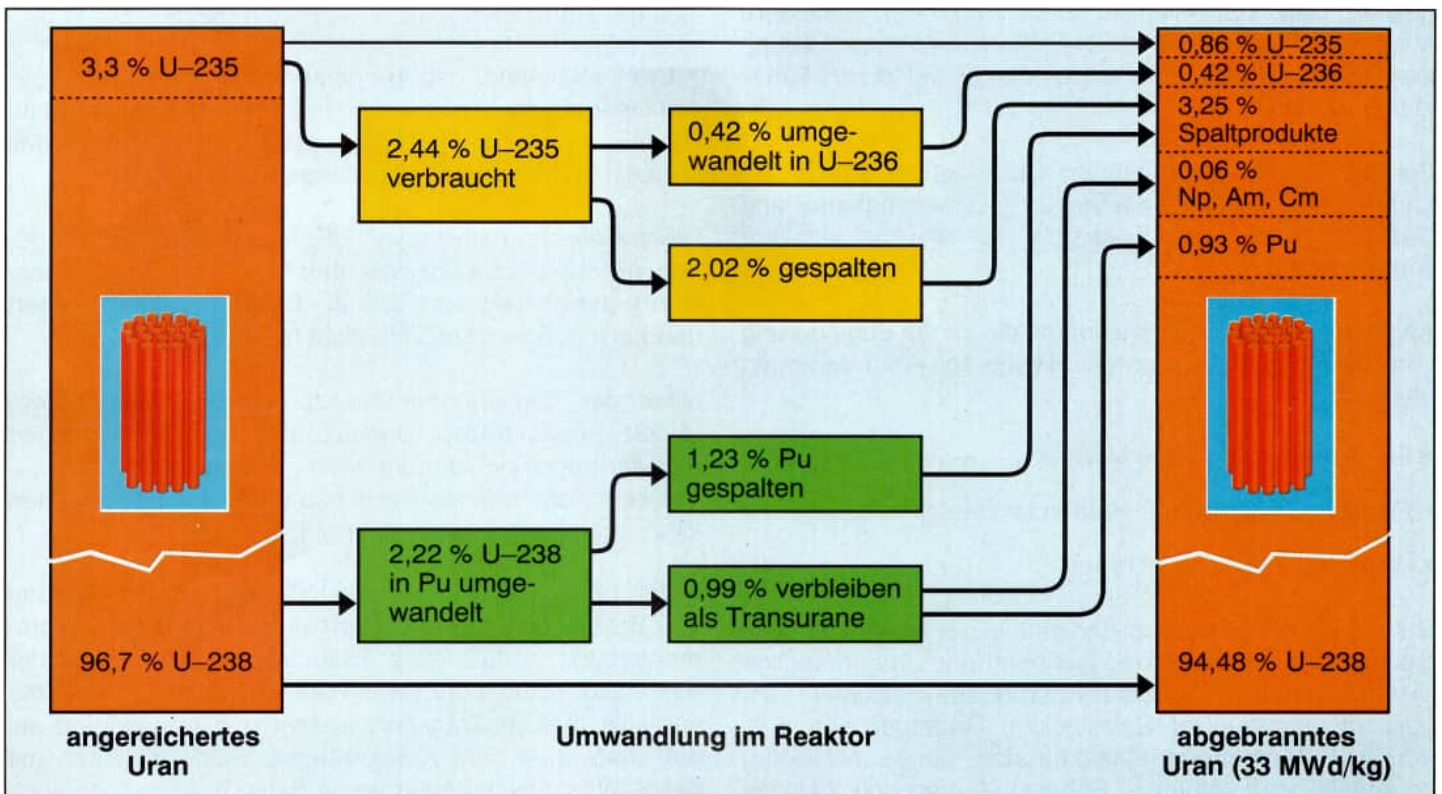 3,3 % U–235
2,44 % U–235
verbraucht
0,42 % umge-
wandelt in U–236
2,02 % gespalten
1,23 % Pu
gespalten
2,22 % U–238
in Pu umge-
wandelt
0,99 % verbleiben
als Transurane
96,7 % U–238
0,86 % U–235
0,42 % U–236
3,25 %
Spaltprodukte
0,06 %
Np, Am, Cm
0,93 % Pu
94,48 % U–238
angereichertes
Uran
Umwandlung im Reaktor
abgebranntes
Uran (33 MWd/kg)